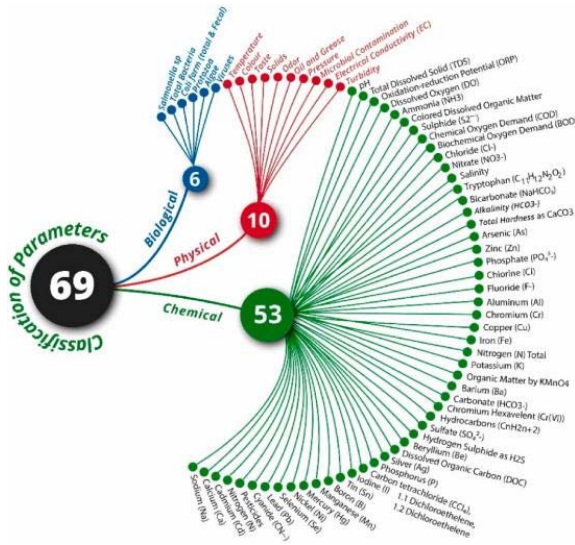 Classification of Parameters
69
Biological
6
Salmonella sp
Total Bacteria
Coli form (total & Fecal)
Protozoa
Algae
Viruses
Physical
10
Temperature
Colour
Taste
Solids
Odor
Oil and Grease
Pressure
Microbial Contamination
Electrical Conductivity (EC)
Turbidity
Chemical
53
pH
Total Dissolved Solid (TDS)
Oxidation-reduction Potential (ORP)
Dissolved Oxygen (DO)
Ammonia (NH3)
Colored Dissolved Organic Matter
Sulphide (S2−)
Chemical Oxygen Demand (COD)
Biochemical Oxygen Demand (BOD
Chloride (Cl-)
Nitrate (NO3-)
Salinity
Tryptophan (C₁₁H₁₂N₂O₂)
Bicarbonate (NaHCO₃)
Alkalinity (HCO3-)
Total Hardness as CaCO3
Arsenic (As)
Zinc (Zn)
Phosphate (PO₄³-)
Chlorine (Cl)
Fluoride (F-)
Aluminum (Al)
Chromium (Cr)
Copper (Cu)
Iron (Fe)
Nitrogen (N) Total
Potassium (K)
Organic Matter by KMnO4
Barium (Ba)
Carbonate (HCO3-)
Chromium Hexavelent (Cr(VI))
Hydrocarbons (CnH2n+2)
Sulfate (SO₄²-)
Hydrogen Sulphide as H2S
Beryllium (Be)
Dissolved Organic Carbon (DOC)
Silver (Ag)
Phosphorus (P)
Carbon tetrachloride (CCl₄),
1.1 Dichloroethelene,
1.2 Dichloroethelene
Iodine (I)
Tin (Sn)
Boron (B)
Manganese (Mn)
Mercury (Hg)
Nickel (Ni)
Selenium (Se)
Lead (Pb)
Cyanide (CN−)
Pesticides
Nitrogen (N)
Cadmium (Cd)
Calcium (Ca)
Sodium (Na)